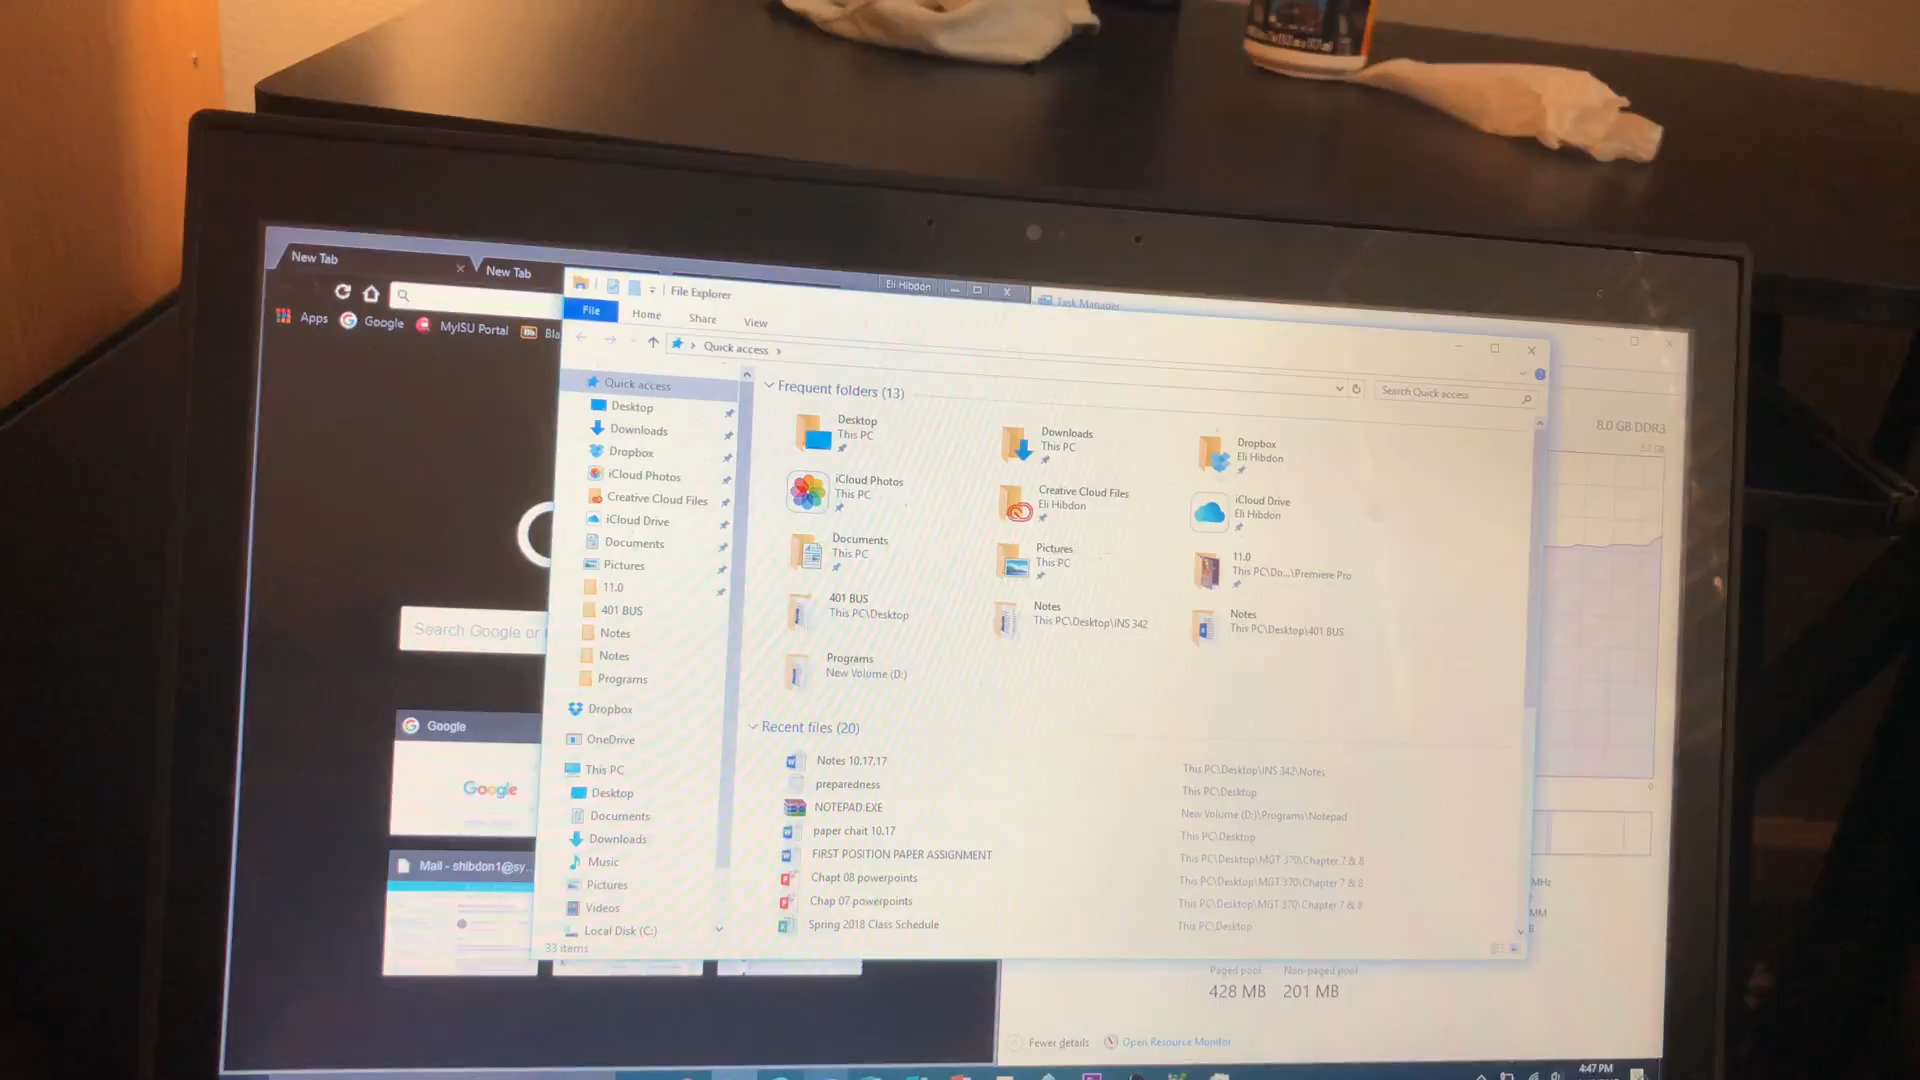 New Tab
New Tab
Apps
Google
MyISU Portal
Bb
Bla
Search Google or
Google
Google
Mail - shibdon1@sy...
File Explorer
Eli Hibdon
Task Manager
File
Home
Share
View
Quick access
Search Quick access
Quick access
Desktop
Downloads
Dropbox
iCloud Photos
Creative Cloud Files
iCloud Drive
Documents
Pictures
11.0
401 BUS
Notes
Notes
Programs
Dropbox
OneDrive
This PC
Desktop
Documents
Downloads
Music
Pictures
Videos
Local Disk (C:)
33 items
Frequent folders (13)
Desktop
This PC
Downloads
This PC
Dropbox
Eli Hibdon
iCloud Photos
This PC
Creative Cloud Files
Eli Hibdon
iCloud Drive
Eli Hibdon
Documents
This PC
Pictures
This PC
11.0
This PC\Do...\Premiere Pro
401 BUS
This PC\Desktop
Notes
This PC\Desktop\INS 342
Notes
This PC\Desktop\401 BUS
Programs
New Volume (D:)
Recent files (20)
Notes 10.17.17
This PC\Desktop\INS 342\Notes
preparedness
This PC\Desktop
NOTEPAD.EXE
New Volume (D:)\Programs\Notepad
paper chait 10.17
This PC\Desktop
FIRST POSITION PAPER ASSIGNMENT
This PC\Desktop\MGT 370\Chapter 7 & 8
Chapt 08 powerpoints
This PC\Desktop\MGT 370\Chapter 7 & 8
Chap 07 powerpoints
This PC\Desktop\MGT 370\Chapter 7 & 8
Spring 2018 Class Schedule
This PC\Desktop
8.0 GB DDR3
0
MHz
MM
B
Paged pool
Non-paged pool
428 MB
201 MB
Fewer details
Open Resource Monitor
4:47 PM